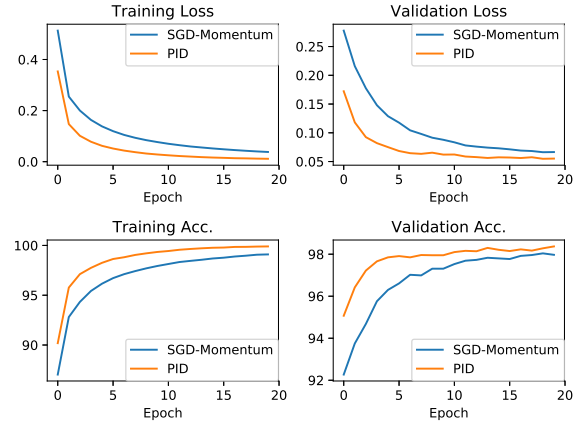 Training Loss
0.4
0.2
0.0
SGD-Momentum
PID
0 5 10 15 20
Epoch
Validation Loss
0.25
0.20
0.15
0.10
0.05
SGD-Momentum
PID
0 5 10 15 20
Epoch
Training Acc.
100
95
90
SGD-Momentum
PID
0 5 10 15 20
Epoch
Validation Acc.
98
96
94
92
SGD-Momentum
PID
0 5 10 15 20
Epoch